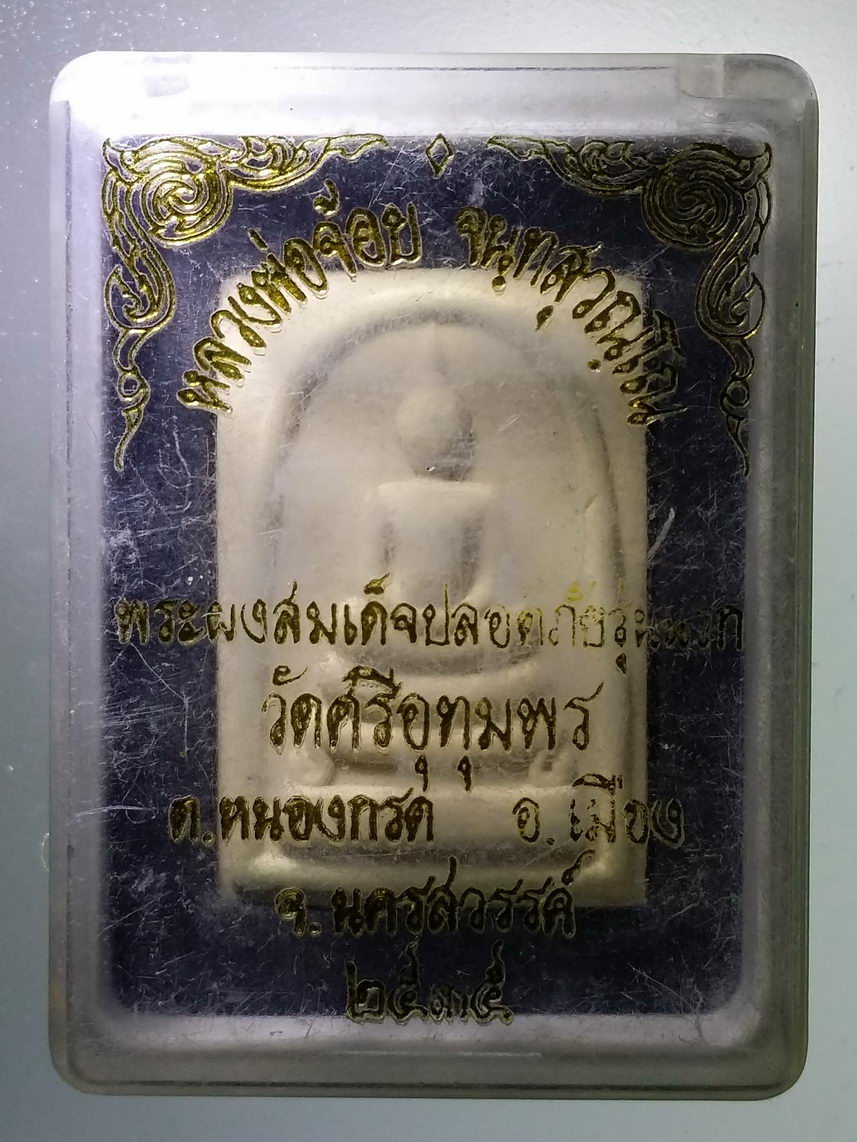 หลวงพ่อจ้อย จนฺทสุวณฺโณ
พระผงสมเด็จปลอดภัยรุ่นแรก
วัดศรีอุทุมพร
ต.หนองกรด อ.เมือง
จ.นครสวรรค์
๒๕๓๕